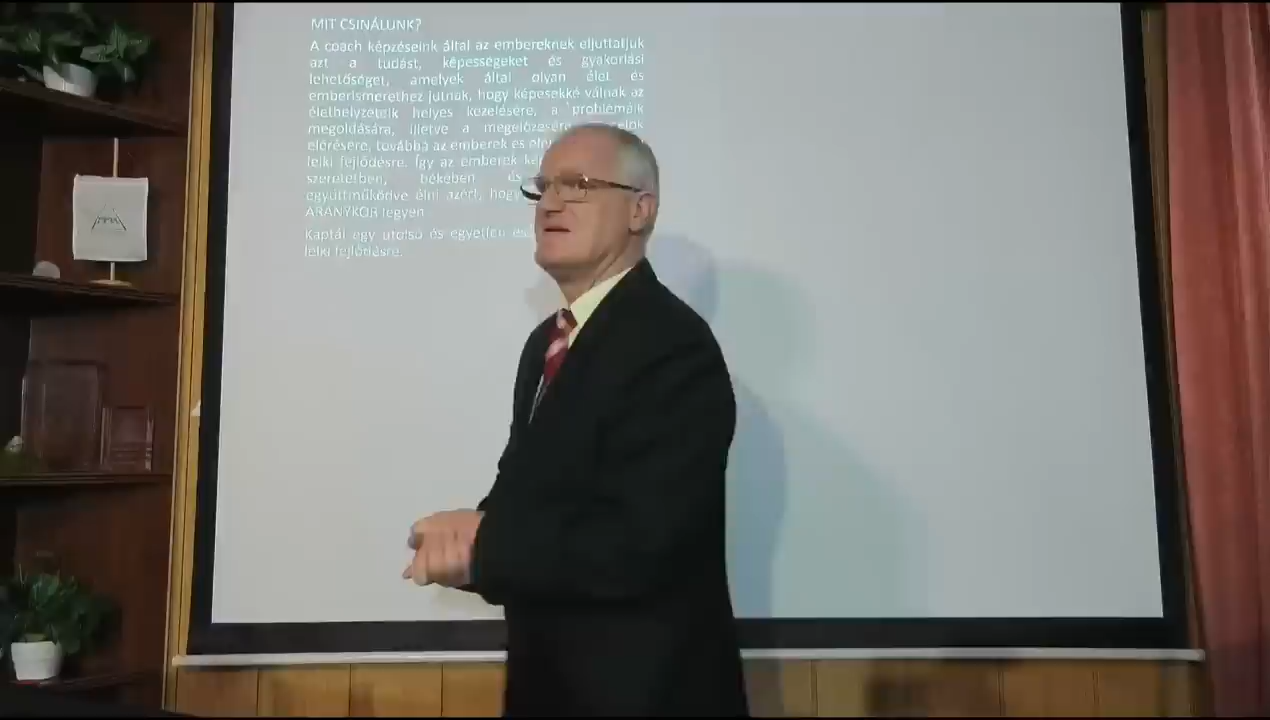 MIT CSINÁLUNK?
A coach képzéseink által az embereknek eljuttatjuk
azt a tudást, képességeket és gyakorlási
lehetőséget, amelyek által olyan élet és
emberismerethez jutnak, hogy képesekké válnak az
élethelyzeteik helyes kezelésére, a problémáik
megoldására, illetve a megelőzésére,
elérésére, továbbá az emberek és
lelki fejlődésre. Így az emberek
szeretetben, békében és
együttműködve élni azért, hogy
ARANYKOR legyen
Kaptál egy utolsó és egyetlen
lelki fejlődésre.